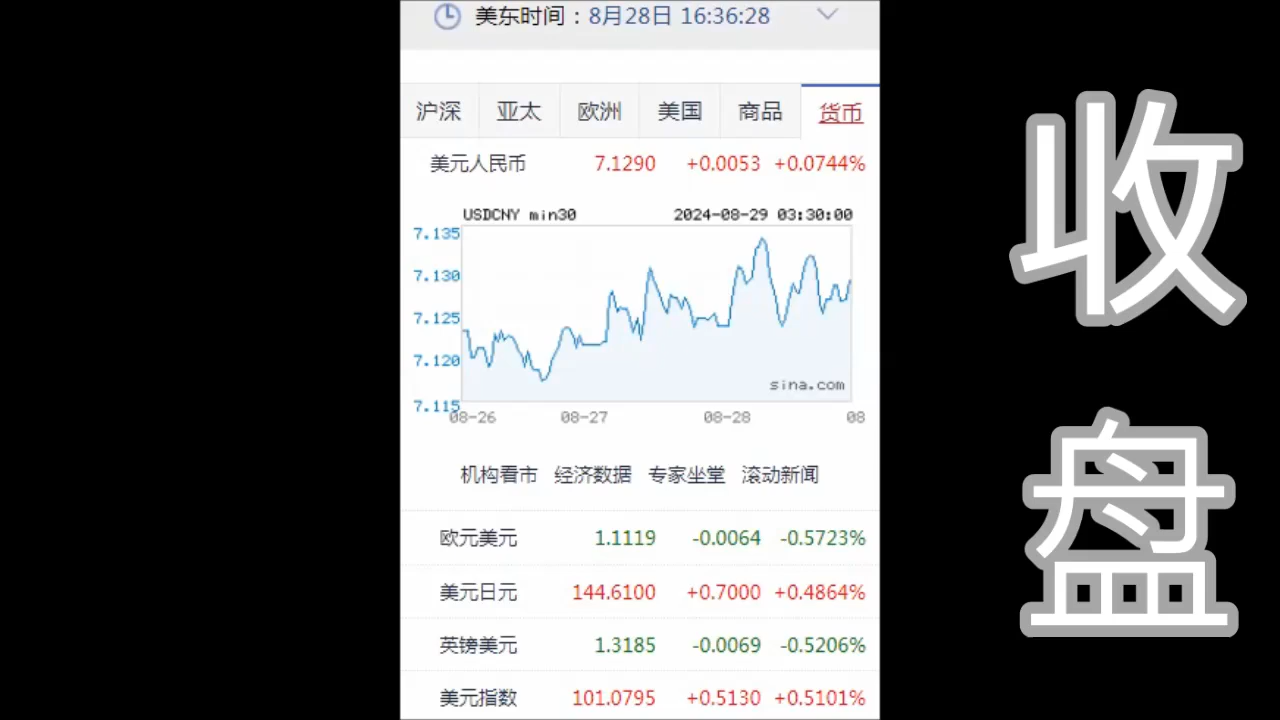 美东时间：8月28日 16:36:28
沪深 亚太 欧洲 美国 商品 货币
美元人民币 7.1290 +0.0053 +0.0744%
USDCNY min30 2024-08-29 03:30:00
7.135
7.130
7.125
7.120
7.115
sina.com
08-26 08-27 08-28 08
机构看市 经济数据 专家坐堂 滚动新闻
欧元美元 1.1119 -0.0064 -0.5723%
美元日元 144.6100 +0.7000 +0.4864%
英镑美元 1.3185 -0.0069 -0.5206%
美元指数 101.0795 +0.5130 +0.5101%
收
盘